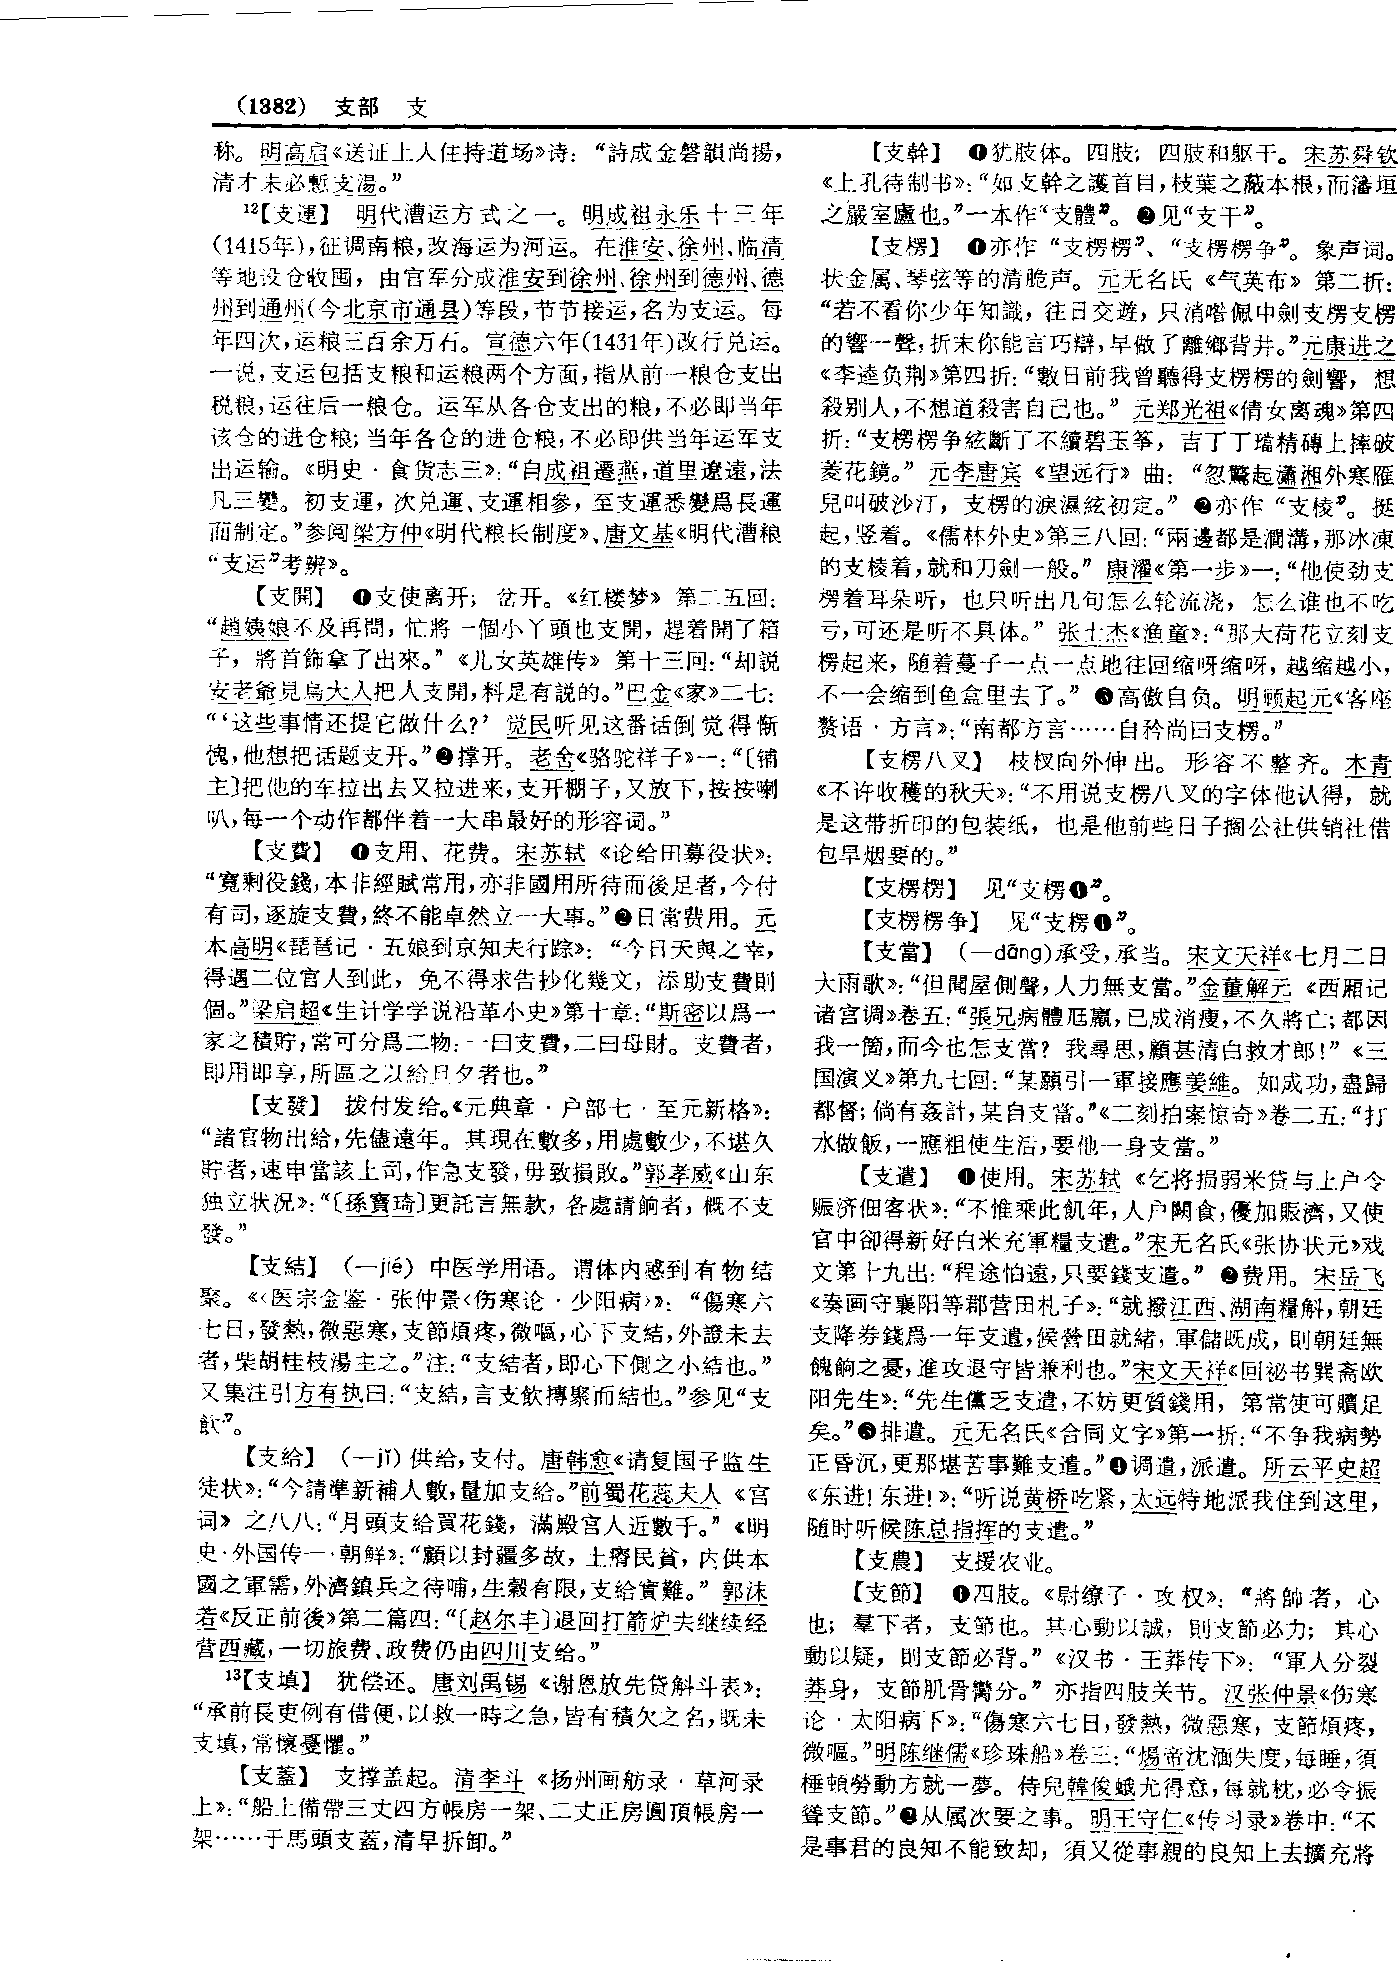 (1382) 支部 支
称。明高启《送证上人住持道场》诗：“詩成金磬韻尚揚，
清才未必慙支湯。”
¹²【支運】 明代漕运方式之一。明成祖永乐十三年
(1415年)，征调南粮，改海运为河运。在淮安、徐州、临清
等地设仓收囤，由官军分成淮安到徐州、徐州到德州、德
州到通州(今北京市通县)等段，节节接运，名为支运。每
年四次，运粮三百余万石。宣德六年(1431年)改行兑运。
一说，支运包括支粮和运粮两个方面，指从前一粮仓支出
税粮，运往后一粮仓。运军从各仓支出的粮，不必即当年
该仓的进仓粮；当年各仓的进仓粮，不必即供当年运军支
出运输。《明史·食货志三》：“自成祖遷燕，道里遼遠，法
凡三變。初支運，次兑運、支運相參，至支運悉變爲長運
而制定。”参阅梁方仲《明代粮长制度》、唐文基《明代漕粮
“支运”考辨》。
【支開】 ❶支使离开；岔开。《红楼梦》第二五回：
“趙姨娘不及再問，忙將一個小丫頭也支開，趕着開了箱
子，將首飾拿了出來。”《儿女英雄传》第十三回：“却説
安老爺見烏大人把人支開，料是有説的。”巴金《家》二七：
“‘这些事情还提它做什么？’觉民听见这番话倒觉得惭
愧，他想把话题支开。”❷撑开。老舍《骆驼祥子》一：“〔铺
主〕把他的车拉出去又拉进来，支开棚子，又放下，按按喇
叭，每一个动作都伴着一大串最好的形容词。”
【支費】 ❶支用、花费。宋苏轼《论给田募役状》：
“寬剩役錢，本非經賦常用，亦非國用所待而後足者，今付
有司，逐旋支費，終不能卓然立一大事。”❷日常费用。元
本高明《琵琶记·五娘到京知夫行踪》：“今日天與之幸，
得遇二位官人到此，免不得求告抄化幾文，添助支費則
個。”梁启超《生计学学说沿革小史》第十章：“斯密以爲一
家之積貯，常可分爲二物：一曰支費，二曰母財。支費者，
即用即享，所區之以給旦夕者也。”
【支發】 拨付发给。《元典章·户部七·至元新格》：
“諸官物出給，先儘遠年。其現在數多，用處數少，不堪久
貯者，速申當該上司，作急支發，毋致損敗。”郭孝威《山东
独立状况》：“〔孫寶琦〕更託言無款，各處請餉者，概不支
發。”
【支結】 (—jié) 中医学用语。谓体内感到有物结
聚。《〈医宗金鉴·张仲景〈伤寒论·少阳病〉》：“傷寒六
七日，發熱，微惡寒，支節煩疼，微嘔，心下支結，外證未去
者，柴胡桂枝湯主之。”注：“支結者，即心下側之小結也。”
又集注引方有执曰：“支結，言支飲摶聚而結也。”参见“支
飲”。
【支給】 (—jǐ) 供给，支付。唐韩愈《请复国子监生
徒状》：“今請準新補人數，量加支給。”前蜀花蕊夫人《宫
词》之八八：“月頭支給買花錢，滿殿宫人近數千。”《明
史·外国传一·朝鲜》：“顧以封疆多故，土瘠民貧，内供本
國之軍需，外濟鎮兵之待哺，生穀有限，支給實難。”郭沫
若《反正前後》第二篇四：“〔赵尔丰〕退回打箭炉去继续经
营西藏，一切旅费、政费仍由四川支给。”
¹³【支填】 犹偿还。唐刘禹锡《谢恩放先贷斛斗表》：
“承前長吏例有借便，以救一時之急，皆有積欠之名，既未
支填，常懷憂懼。”
【支蓋】 支撑盖起。清李斗《扬州画舫录·草河录
上》：“船上備帶三丈四方帳房一架、二丈正房圓頂帳房一
架……于馬頭支蓋，清早拆卸。”
【支幹】 ❶犹肢体。四肢；四肢和躯干。宋苏舜钦
《上孔待制书》：“如支幹之護首目，枝葉之蔽本根，而藩垣
之嚴室廬也。”一本作“支體”。❷见“支干”。
【支楞】 ❶亦作“支楞楞”、“支楞楞争”。象声词。
状金属、琴弦等的清脆声。元无名氏《气英布》第二折：
“若不看你少年知識，往日交遊，只消喒佩中劍支楞支楞
的響一聲，折末你能言巧辯，早做了離鄉背井。”元康进之
《李逵负荆》第四折：“數日前我曾聽得支楞楞的劍響，想
殺别人，不想道殺害自己也。”元郑光祖《倩女离魂》第四
折：“支楞楞争絃斷了不續碧玉筝，吉丁丁璫精磚上摔破
菱花鏡。”元李唐宾《望远行》曲：“忽驚起瀟湘外寒雁
兒叫破沙汀，支楞的淚濕絃初定。”❷亦作“支棱”。挺
起，竖着。《儒林外史》第三八回：“兩邊都是澗溝，那冰凍
的支棱着，就和刀劍一般。”康濯《第一步》一：“他使劲支
楞着耳朵听，也只听出几句怎么轮流浇，怎么谁也不吃
亏，可还是听不具体。”张士杰《渔童》：“那大荷花立刻支
楞起来，随着蔓子一点一点地往回缩呀缩呀，越缩越小，
不一会缩到鱼盆里去了。”❸高傲自负。明顾起元《客座
赘语·方言》：“南都方言……自矜尚曰支楞。”
【支楞八叉】 枝杈向外伸出。形容不整齐。木青
《不许收穫的秋天》：“不用说支楞八叉的字体他认得，就
是这带折印的包装纸，也是他前些日子搁公社供销社借
包旱烟要的。”
【支楞楞】 见“支楞❶”。
【支楞楞争】 见“支楞❶”。
【支當】 (—dāng)承受，承当。宋文天祥《七月二日
大雨歌》：“但聞屋側聲，人力無支當。”金董解元《西厢记
诸宫调》卷五：“張兄病體尫羸，已成消瘦，不久將亡；都因
我一箇，而今也怎支當？我尋思，顧甚清白救才郎！”《三
国演义》第九七回：“某願引一軍接應姜維。如成功，盡歸
都督；倘有姦計，某自支當。”《二刻拍案惊奇》卷二五：“打
水做飯，一應粗使生活，要他一身支當。”
【支遣】 ❶使用。宋苏轼《乞将损弱米贷与上户令
赈济佃客状》：“不惟乘此飢年，人户闕食，優加賑濟，又使
官中卻得新好白米充軍糧支遣。”宋无名氏《张协状元》戏
文第十九出：“程途怕遠，只要錢支遣。”❷费用。宋岳飞
《奏画守襄阳等郡营田札子》：“就撥江西、湖南糧斛，朝廷
支降券錢爲一年支遣，候營田就緒，軍儲既成，則朝廷無
餽餉之憂，進攻退守皆兼利也。”宋文天祥《回祕书巽斋欧
阳先生》：“先生儻乏支遣，不妨更質錢用，第常使可贖足
矣。”❸排遣。元无名氏《合同文字》第一折：“不争我病勢
正昏沉，更那堪苦事難支遣。”❹调遣，派遣。所云平史超
《东进！东进！》：“听说黄桥吃紧，太远特地派我住到这里，
随时听候陈总指挥的支遣。”
【支農】 支援农业。
【支節】 ❶四肢。《尉缭子·攻权》：“將帥者，心
也；羣下者，支節也。其心動以誠，則支節必力；其心
動以疑，則支節必背。”《汉书·王莽传下》：“軍人分裂
莽身，支節肌骨臠分。”亦指四肢关节。汉张仲景《伤寒
论·太阳病下》：“傷寒六七日，發熱，微惡寒，支節煩疼，
微嘔。”明陈继儒《珍珠船》卷三：“煬帝沈湎失度，每睡，須
棰頓勞動方就一夢。侍兒韓俊娥尤得意，每就枕，必令振
聳支節。”❷从属次要之事。明王守仁《传习录》卷中：“不
是事君的良知不能致却，須又從事親的良知上去擴充將